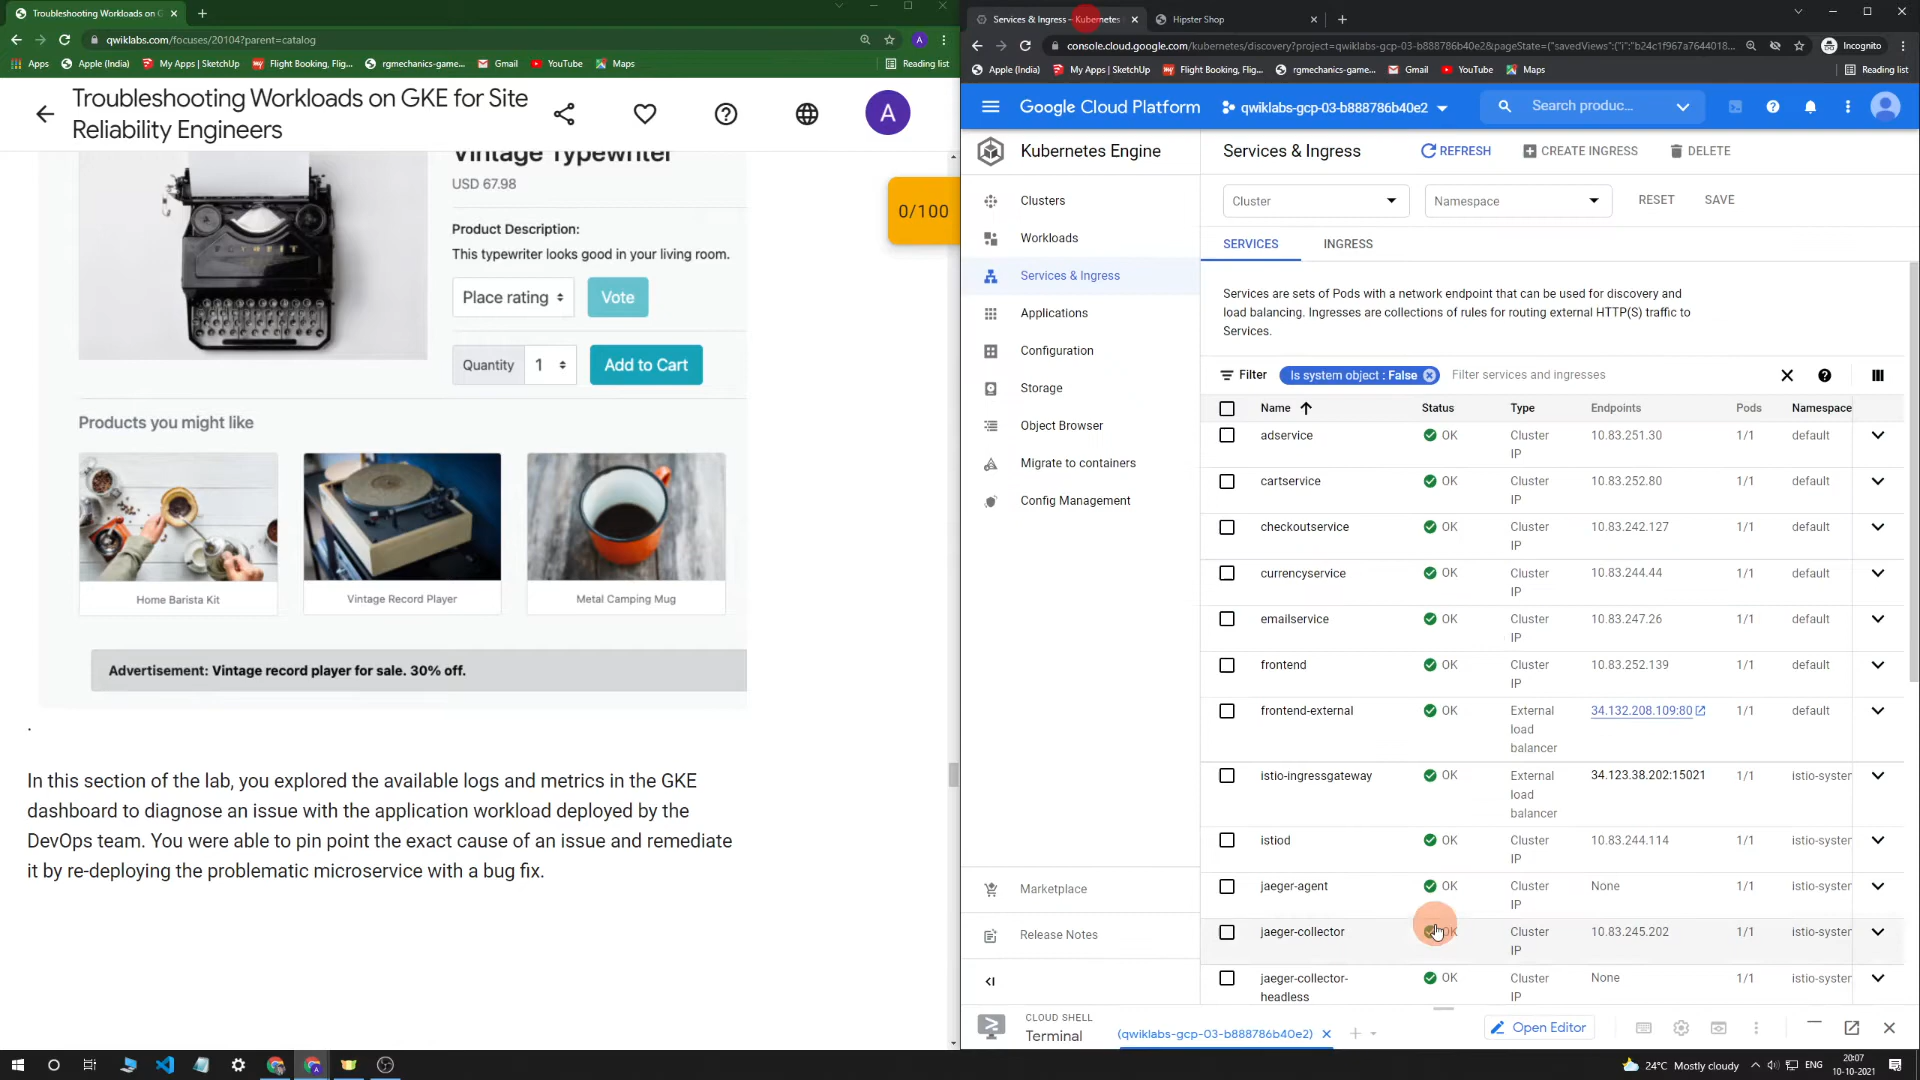 Troubleshooting Workloads on G
qwiklabs.com/focuses/20104?parent=catalog
Apps
Apple (India)
My Apps | SketchUp
Flight Booking, Flig...
rgmechanics-game...
Gmail
YouTube
Maps
Reading list
Troubleshooting Workloads on GKE for Site
Reliability Engineers
A
0/100
Vintage Typewriter
USD 67.98
Product Description:
This typewriter looks good in your living room.
Place rating
Vote
Quantity
1
Add to Cart
Products you might like
Home Barista Kit
Vintage Record Player
Metal Camping Mug
Advertisement: Vintage record player for sale. 30% off.
.
In this section of the lab, you explored the available logs and metrics in the GKE
dashboard to diagnose an issue with the application workload deployed by the
DevOps team. You were able to pin point the exact cause of an issue and remediate
it by re-deploying the problematic microservice with a bug fix.
Services & Ingress - Kubernetes
Hipster Shop
console.cloud.google.com/kubernetes/discovery?project=qwiklabs-gcp-03-b888786b40e2&pageState=("savedViews":("i":"b24c1f967a7644018...
Incognito
Apple (India)
My Apps | SketchUp
Flight Booking, Flig...
rgmechanics-game...
Gmail
YouTube
Maps
Reading list
Google Cloud Platform
qwiklabs-gcp-03-b888786b40e2
Search produc...
Kubernetes Engine
Clusters
Workloads
Services & Ingress
Applications
Configuration
Storage
Object Browser
Migrate to containers
Config Management
Marketplace
Release Notes
Services & Ingress
REFRESH
CREATE INGRESS
DELETE
Cluster
Namespace
RESET
SAVE
SERVICES
INGRESS
Services are sets of Pods with a network endpoint that can be used for discovery and
load balancing. Ingresses are collections of rules for routing external HTTP(S) traffic to
Services.
Filter
Is system object : False
Filter services and ingresses
Name Status Type Endpoints Pods Namespace
adservice OK Cluster IP 10.83.251.30 1/1 default
cartservice OK Cluster IP 10.83.252.80 1/1 default
checkoutservice OK Cluster IP 10.83.242.127 1/1 default
currencyservice OK Cluster IP 10.83.244.44 1/1 default
emailservice OK Cluster IP 10.83.247.26 1/1 default
frontend OK Cluster IP 10.83.252.139 1/1 default
frontend-external OK External load balancer 34.132.208.109:80 1/1 default
istio-ingressgateway OK External load balancer 34.123.38.202:15021 1/1 istio-system
istiod OK Cluster IP 10.83.244.114 1/1 istio-system
jaeger-agent OK Cluster IP None 1/1 istio-system
jaeger-collector OK Cluster IP 10.83.245.202 1/1 istio-system
jaeger-collector-headless OK Cluster IP None 1/1 istio-system
CLOUD SHELL
Terminal
(qwiklabs-gcp-03-b888786b40e2)
Open Editor
A
24°C Mostly cloudy
ENG
20:07
10-10-2021